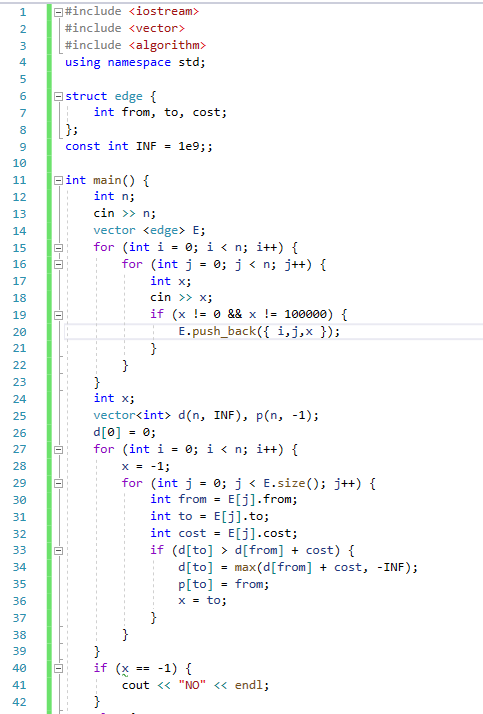 1 #include <iostream>
2 #include <vector>
3 #include <algorithm>
4 using namespace std;
5
6 struct edge {
7 int from, to, cost;
8 };
9 const int INF = 1e9;;
10
11 int main() {
12 int n;
13 cin >> n;
14 vector <edge> E;
15 for (int i = 0; i < n; i++) {
16 for (int j = 0; j < n; j++) {
17 int x;
18 cin >> x;
19 if (x != 0 && x != 100000) {
20 E.push_back({ i,j,x });
21 }
22 }
23 }
24 int x;
25 vector<int> d(n, INF), p(n, -1);
26 d[0] = 0;
27 for (int i = 0; i < n; i++) {
28 x = -1;
29 for (int j = 0; j < E.size(); j++) {
30 int from = E[j].from;
31 int to = E[j].to;
32 int cost = E[j].cost;
33 if (d[to] > d[from] + cost) {
34 d[to] = max(d[from] + cost, -INF);
35 p[to] = from;
36 x = to;
37 }
38 }
39 }
40 if (x == -1) {
41 cout << "NO" << endl;
42 }